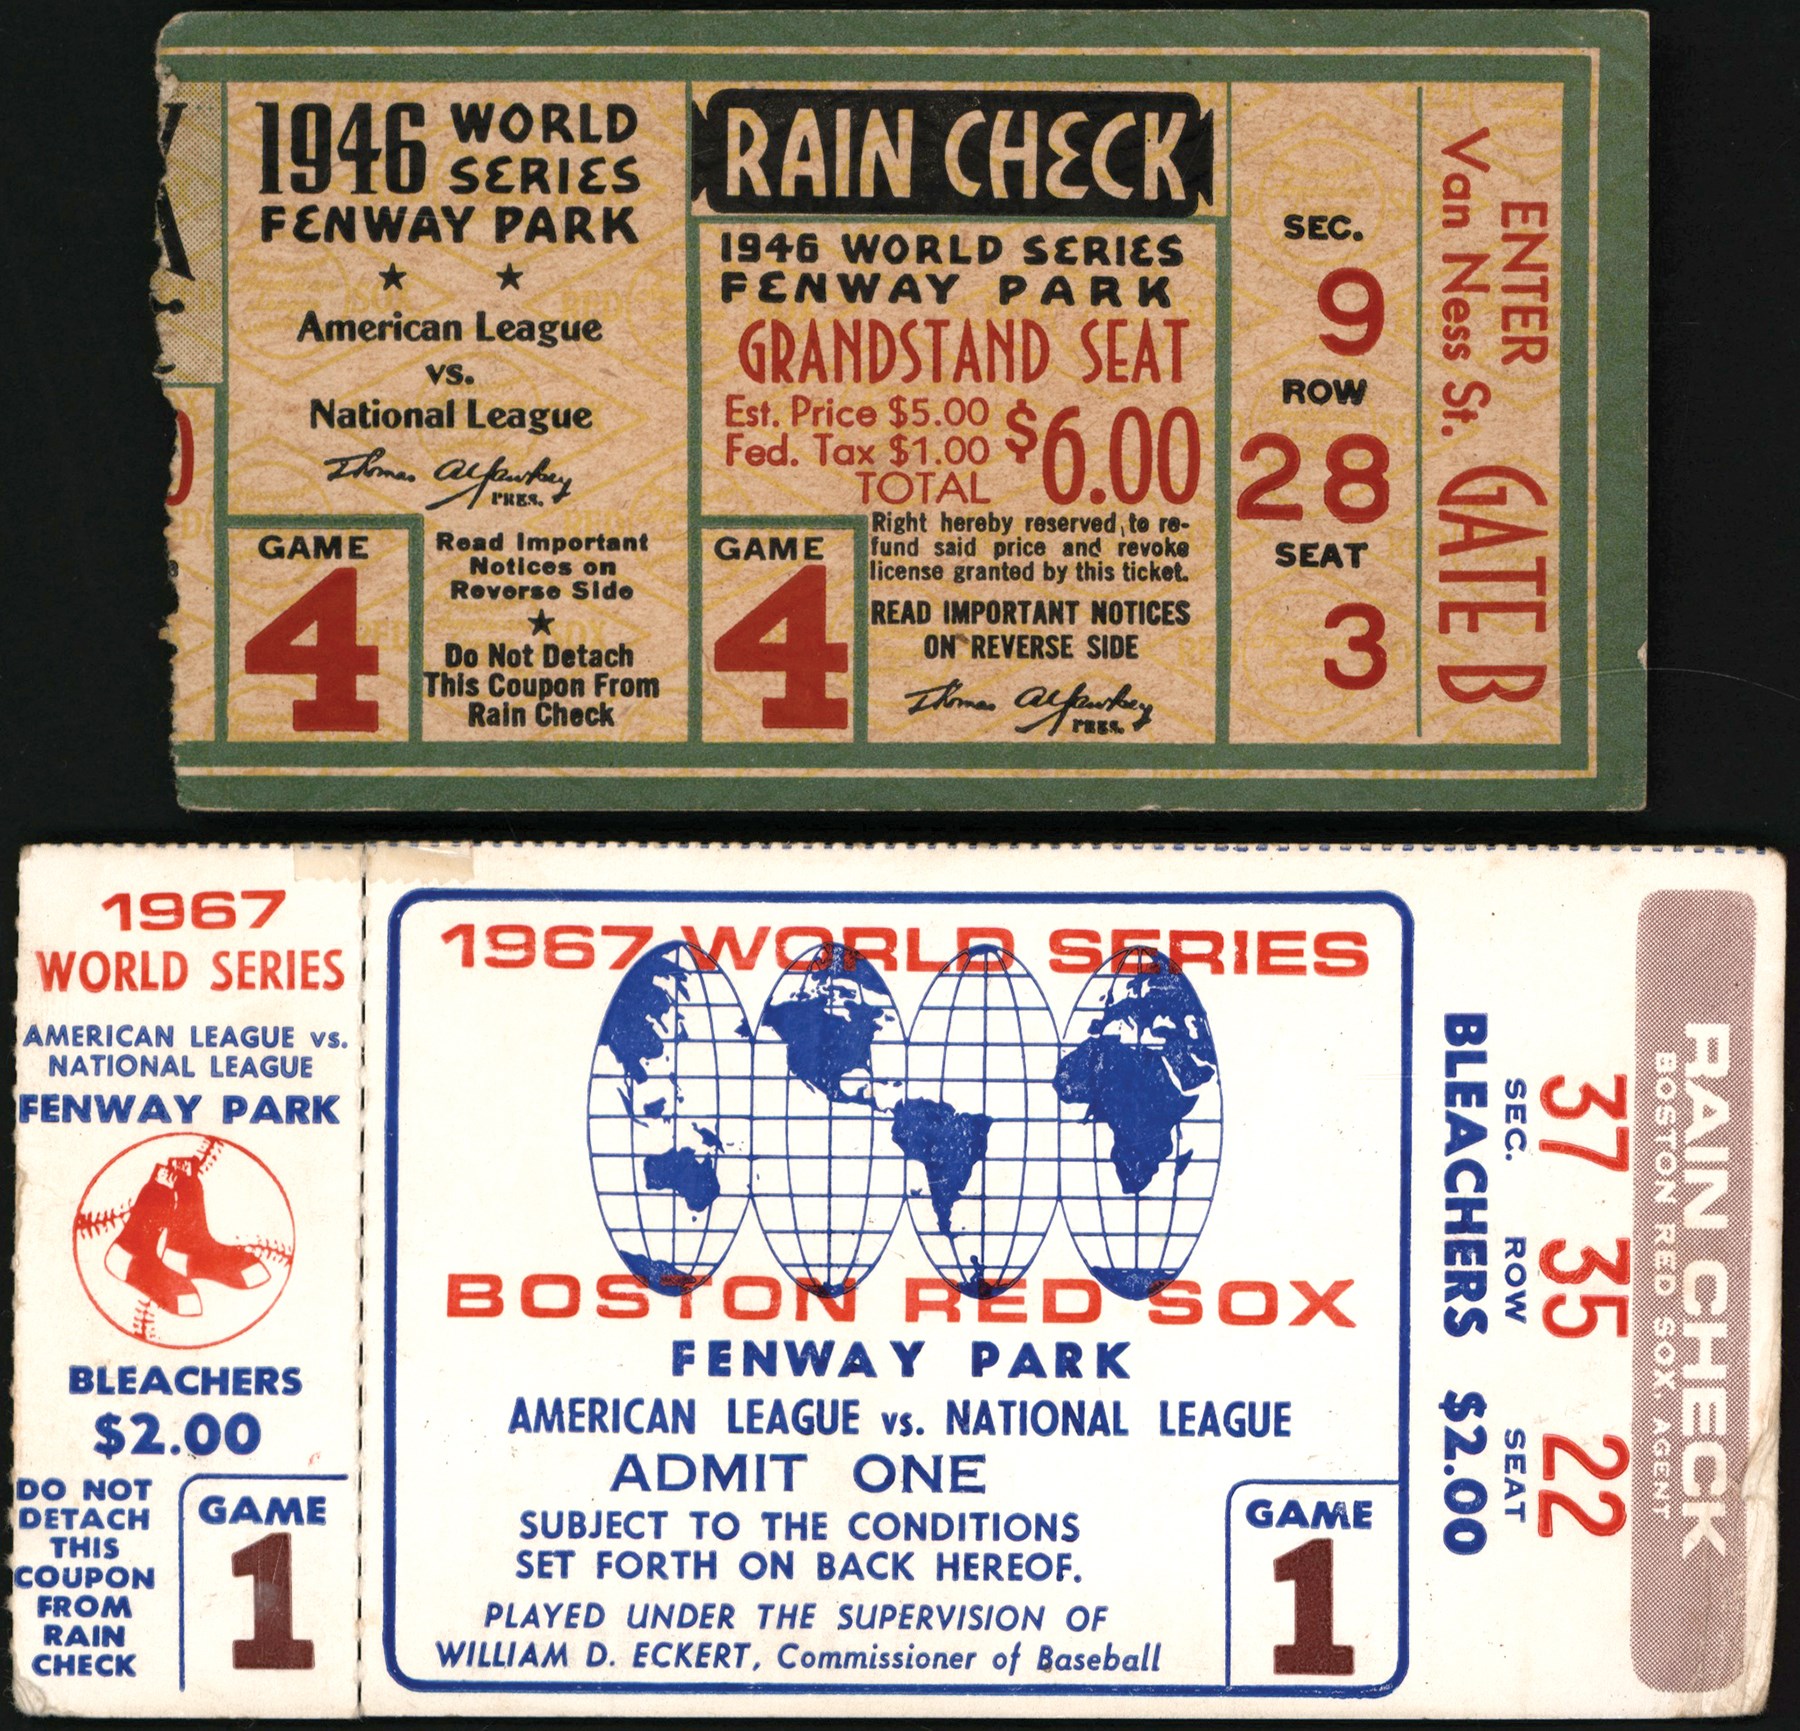 1946 WORLD
SERIES
FENWAY PARK
American League
vs.
National League
Thomas A Yawkey
PRES.
GAME
4
Read Important
Notices on
Reverse Side
Do Not Detach
This Coupon From
Rain Check
RAIN CHECK
1946 WORLD SERIES
FENWAY PARK
GRANDSTAND SEAT
Est. Price $5.00
Fed. Tax $1.00
TOTAL
$6.00
GAME
4
Right hereby reserved to re-
fund said price and revoke
license granted by this ticket.
READ IMPORTANT NOTICES
ON REVERSE SIDE
Thomas A Yawkey
PRES.
SEC.
9
ROW
28
SEAT
3
ENTER
Van Ness St.
GATE B
1967
WORLD SERIES
AMERICAN LEAGUE vs.
NATIONAL LEAGUE
FENWAY PARK
BLEACHERS
$2.00
DO NOT
DETACH
THIS
COUPON
FROM
RAIN
CHECK
GAME
1
1967 WORLD SERIES
BOSTON RED SOX
FENWAY PARK
AMERICAN LEAGUE vs. NATIONAL LEAGUE
ADMIT ONE
SUBJECT TO THE CONDITIONS
SET FORTH ON BACK HEREOF.
PLAYED UNDER THE SUPERVISION OF
WILLIAM D. ECKERT, Commissioner of Baseball
GAME
1
RAIN CHECK
BOSTON RED SOX, AGENT
37 35 22
SEC. ROW SEAT
BLEACHERS $2.00